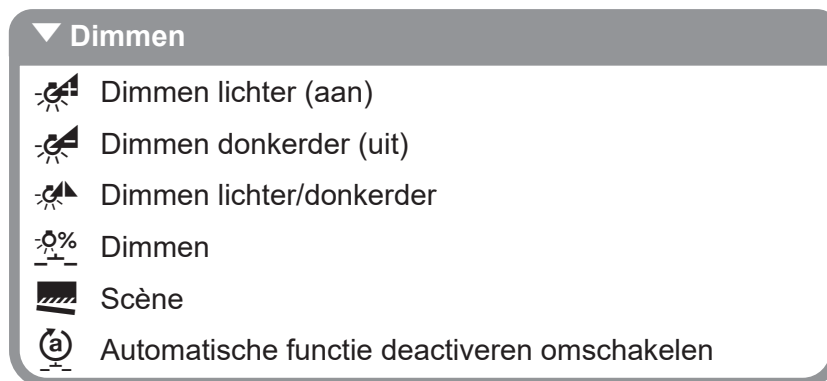 Dimmen
Dimmen lichter (aan)
Dimmen donkerder (uit)
Dimmen lichter/donkerder
% Dimmen
Scène
a Automatische functie deactiveren omschakelen